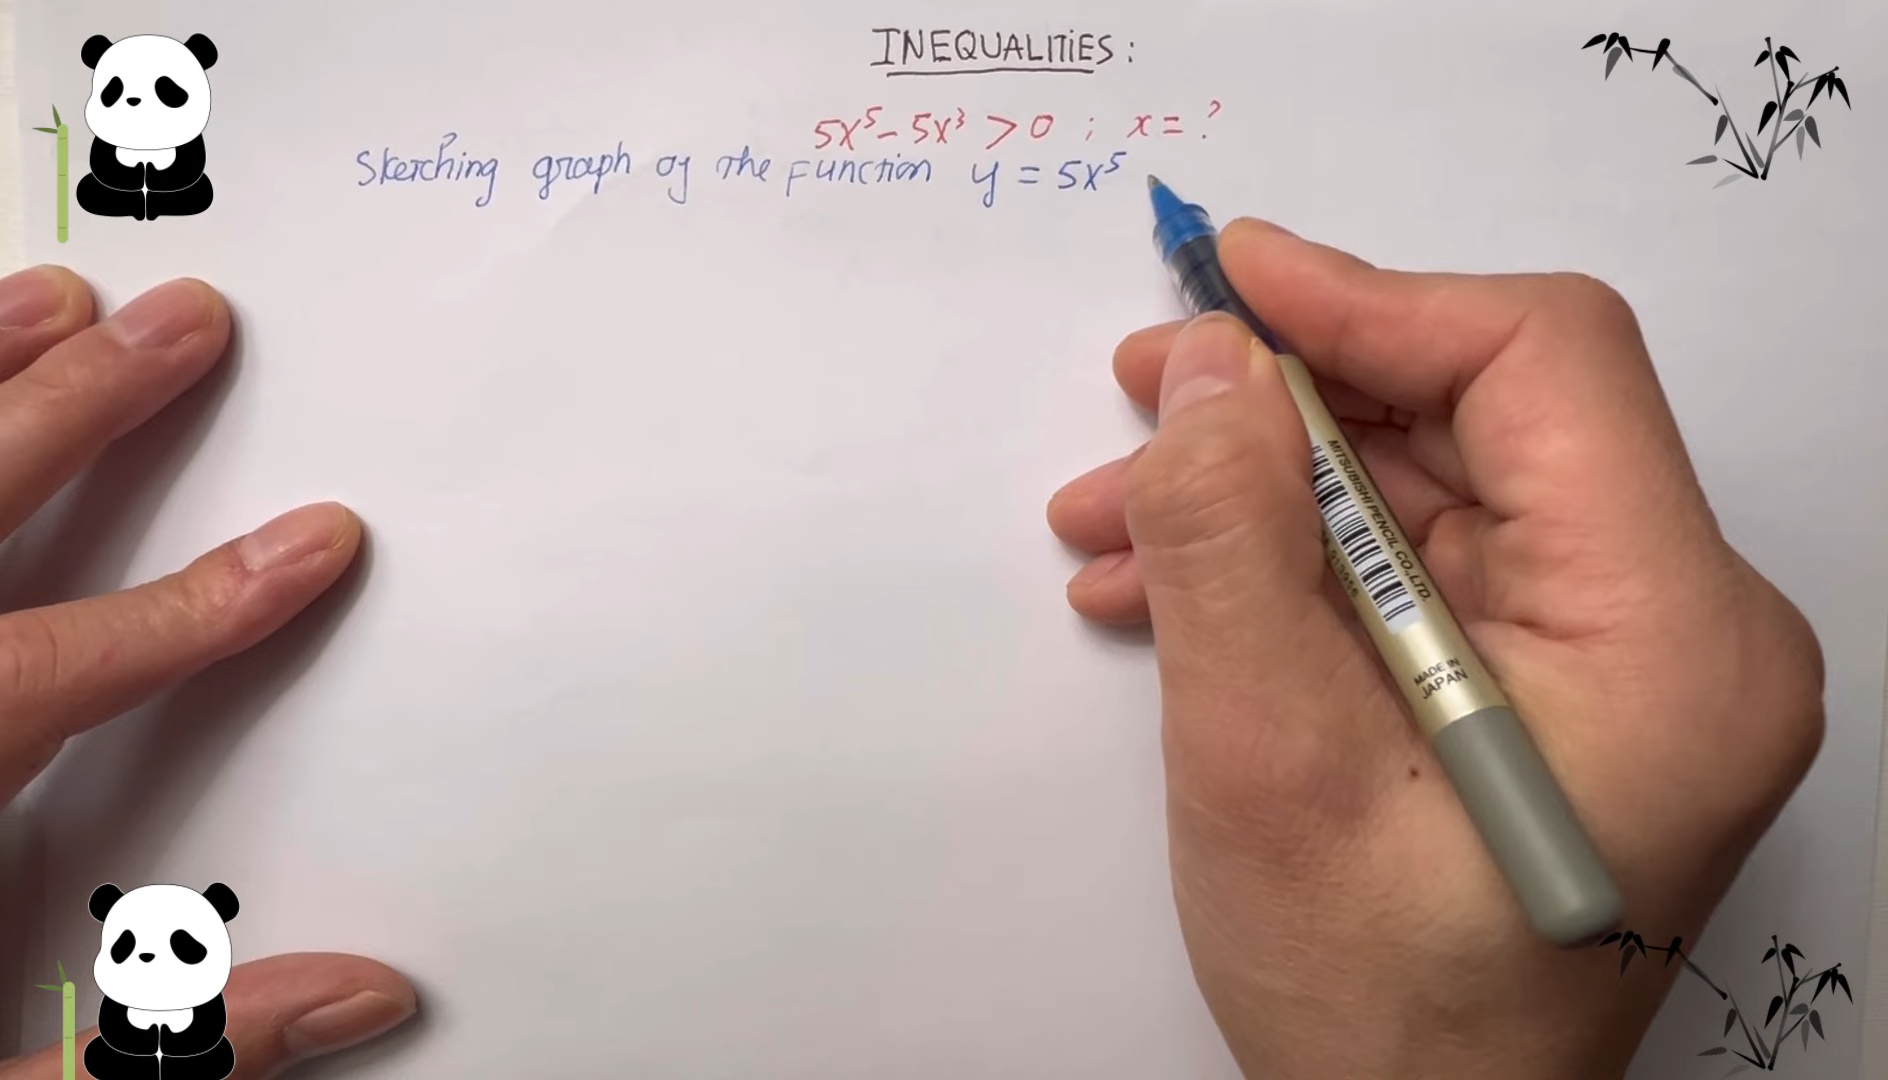 INEQUALITIES:
5x⁵ - 5x³ > 0 ; x = ?
Sketching graph of the function y = 5x⁵
MITSUBISHI PENCIL CO., LTD.
MADE IN
JAPAN